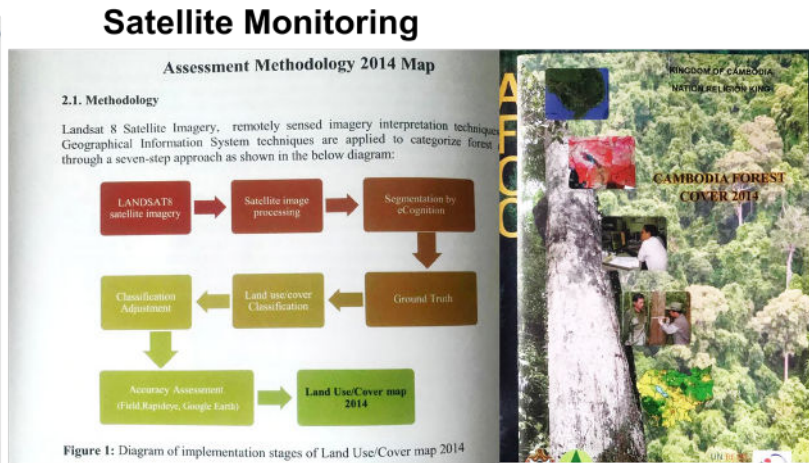 Satellite Monitoring
Assessment Methodology 2014 Map
2.1. Methodology
Landsat 8 Satellite Imagery, remotely sensed imagery interpretation technique
Geographical Information System techniques are applied to categorize forest
through a seven-step approach as shown in the below diagram:
LANDSAT8
satellite imagery
Satellite image
processing
Segmentation by
eCognition
Ground Truth
Land use/cover
Classification
Classification
Adjustment
Accuracy Assessment
(Field,Rapideye, Google Earth)
Land Use/Cover map
2014
Figure 1: Diagram of implementation stages of Land Use/Cover map 2014
KINGDOM OF CAMBODIA
NATION RELIGION KING
CAMBODIA FOREST
COVER 2014
UN